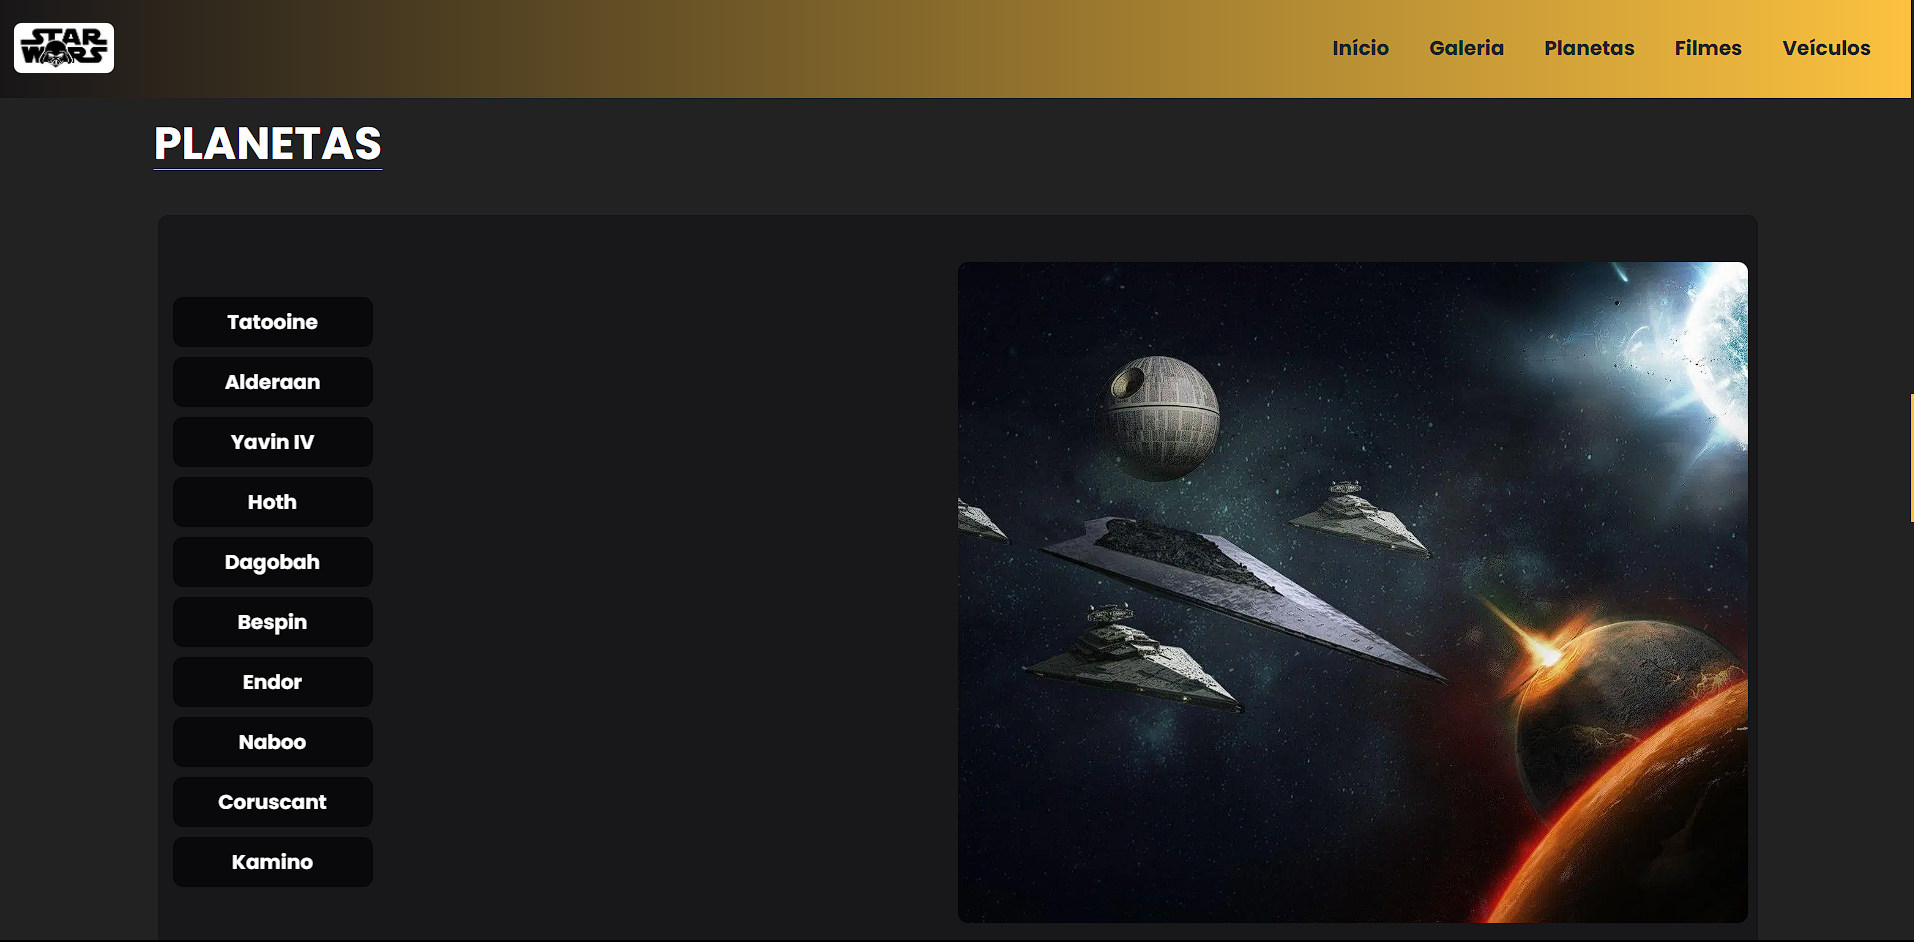 STAR
WARS
Início Galeria Planetas Filmes Veículos
PLANETAS
Tatooine
Alderaan
Yavin IV
Hoth
Dagobah
Bespin
Endor
Naboo
Coruscant
Kamino